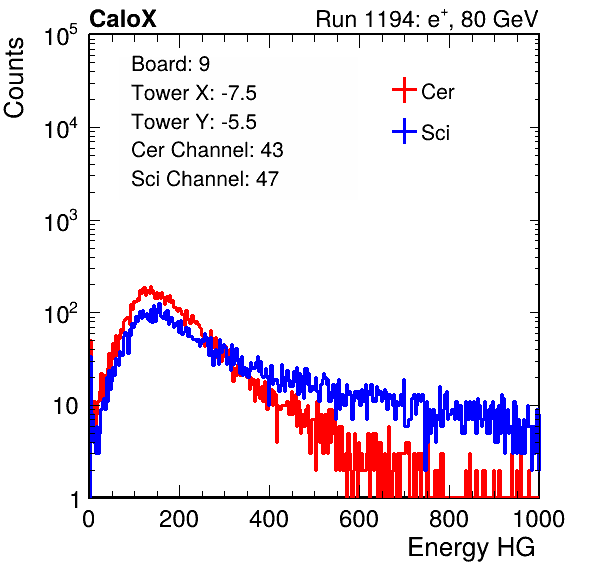 CaloX Run 1194: e⁺, 80 GeV
Counts
10⁵
10⁴
10³
10²
10
1
Board: 9
Tower X: -7.5
Tower Y: -5.5
Cer Channel: 43
Sci Channel: 47
Cer
Sci
0 200 400 600 800 1000
Energy HG